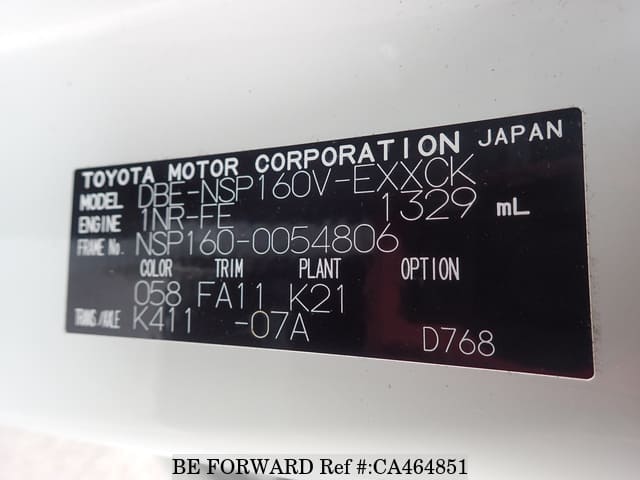 TOYOTA MOTOR CORPORATION JAPAN
MODEL DBE-NSP160V-EXXCK
ENGINE 1NR-FE 1329 mL
FRAME No. NSP160-0054806
COLOR TRIM PLANT OPTION
058 FA11 K21
TRANS./AXLE K411 -07A D768
BE FORWARD Ref #:CA464851